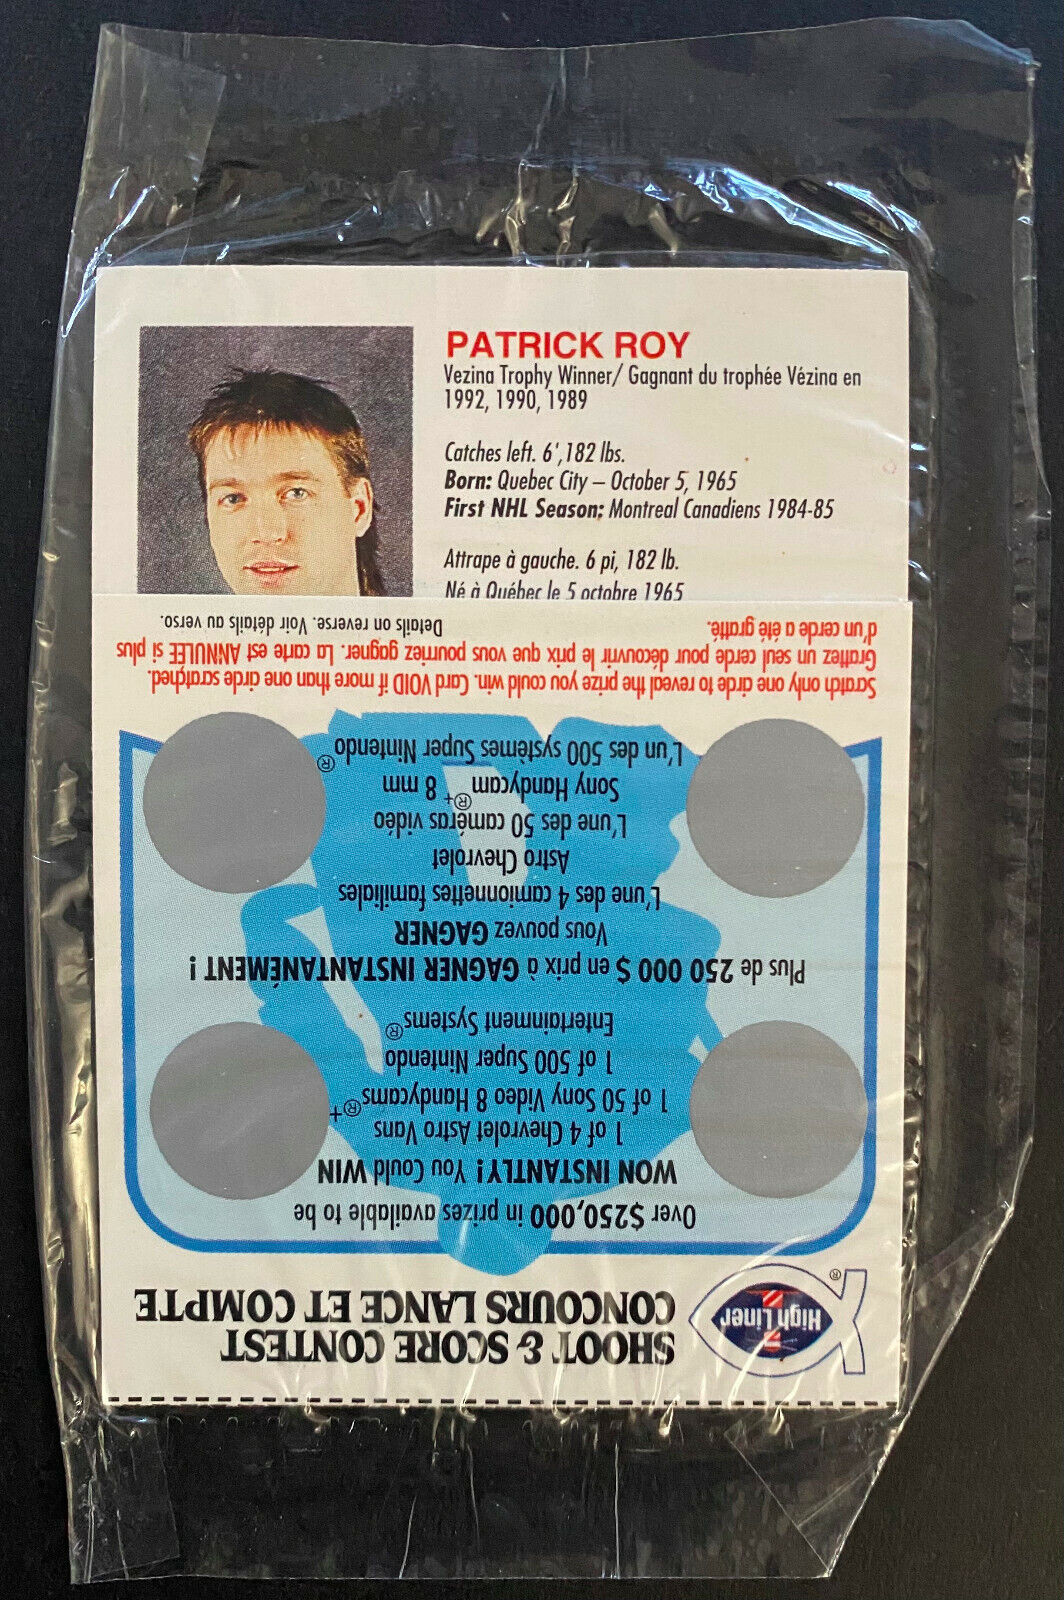 PATRICK ROY
Vezina Trophy Winner/ Gagnant du trophée Vézina en
1992, 1990, 1989
Catches left. 6', 182 lbs.
Born: Quebec City – October 5, 1965
First NHL Season: Montreal Canadiens 1984-85
Attrape à gauche. 6 pi, 182 lb.
Né à Québec le 5 octobre 1965
SHOOT & SCORE CONTEST
CONCOURS LANCE ET COMPTE
High Liner
®
Over $250,000 in prizes available to be
WON INSTANTLY! You Could WIN
1 of 4 Chevrolet Astro Vans
1 of 50 Sony Video 8 Handycams®+
1 of 500 Super Nintendo
Entertainment Systems®
Plus de 250 000 $ en prix à GAGNER INSTANTANÉMENT !
Vous pouvez GAGNER
L'une des 4 camionnettes familiales
Astro Chevrolet
L'une des 50 caméras vidéo
Sony Handycam®+ 8 mm
L'un des 500 systèmes Super Nintendo®
Scratch only one circle to reveal the prize you could win. Card VOID if more than one circle scratched.
Grattez un seul cercle pour découvrir le prix que vous pourriez gagner. La carte est ANNULÉE si plus
d'un cercle a été gratté.
Details on reverse. Voir détails au verso.